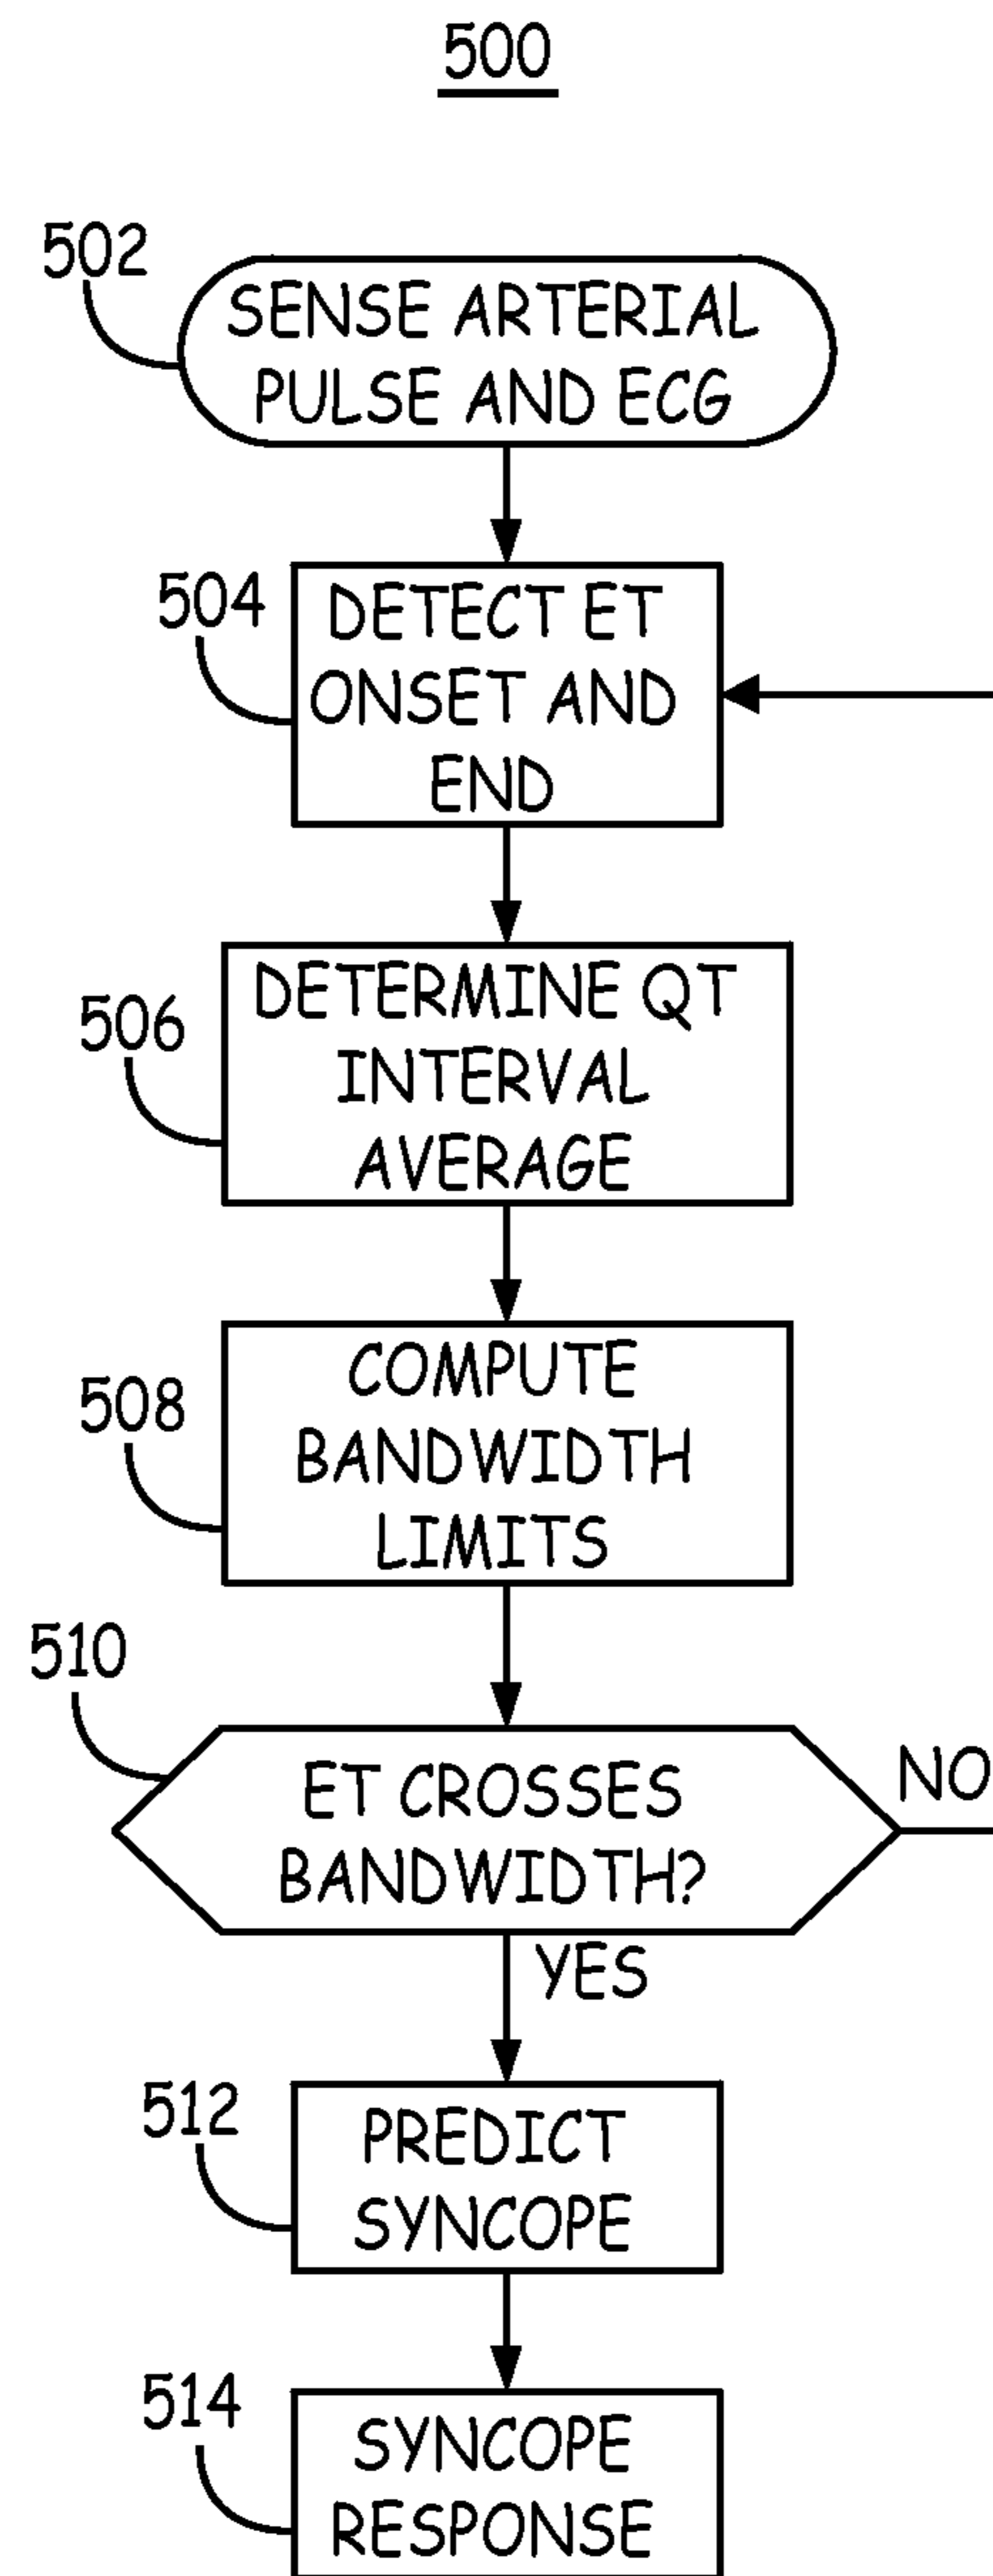 500
502
SENSE ARTERIAL
PULSE AND ECG
504
DETECT ET
ONSET AND
END
506
DETERMINE QT
INTERVAL
AVERAGE
508
COMPUTE
BANDWIDTH
LIMITS
510
ET CROSSES
BANDWIDTH?
NO
YES
512
PREDICT
SYNCOPE
514
SYNCOPE
RESPONSE